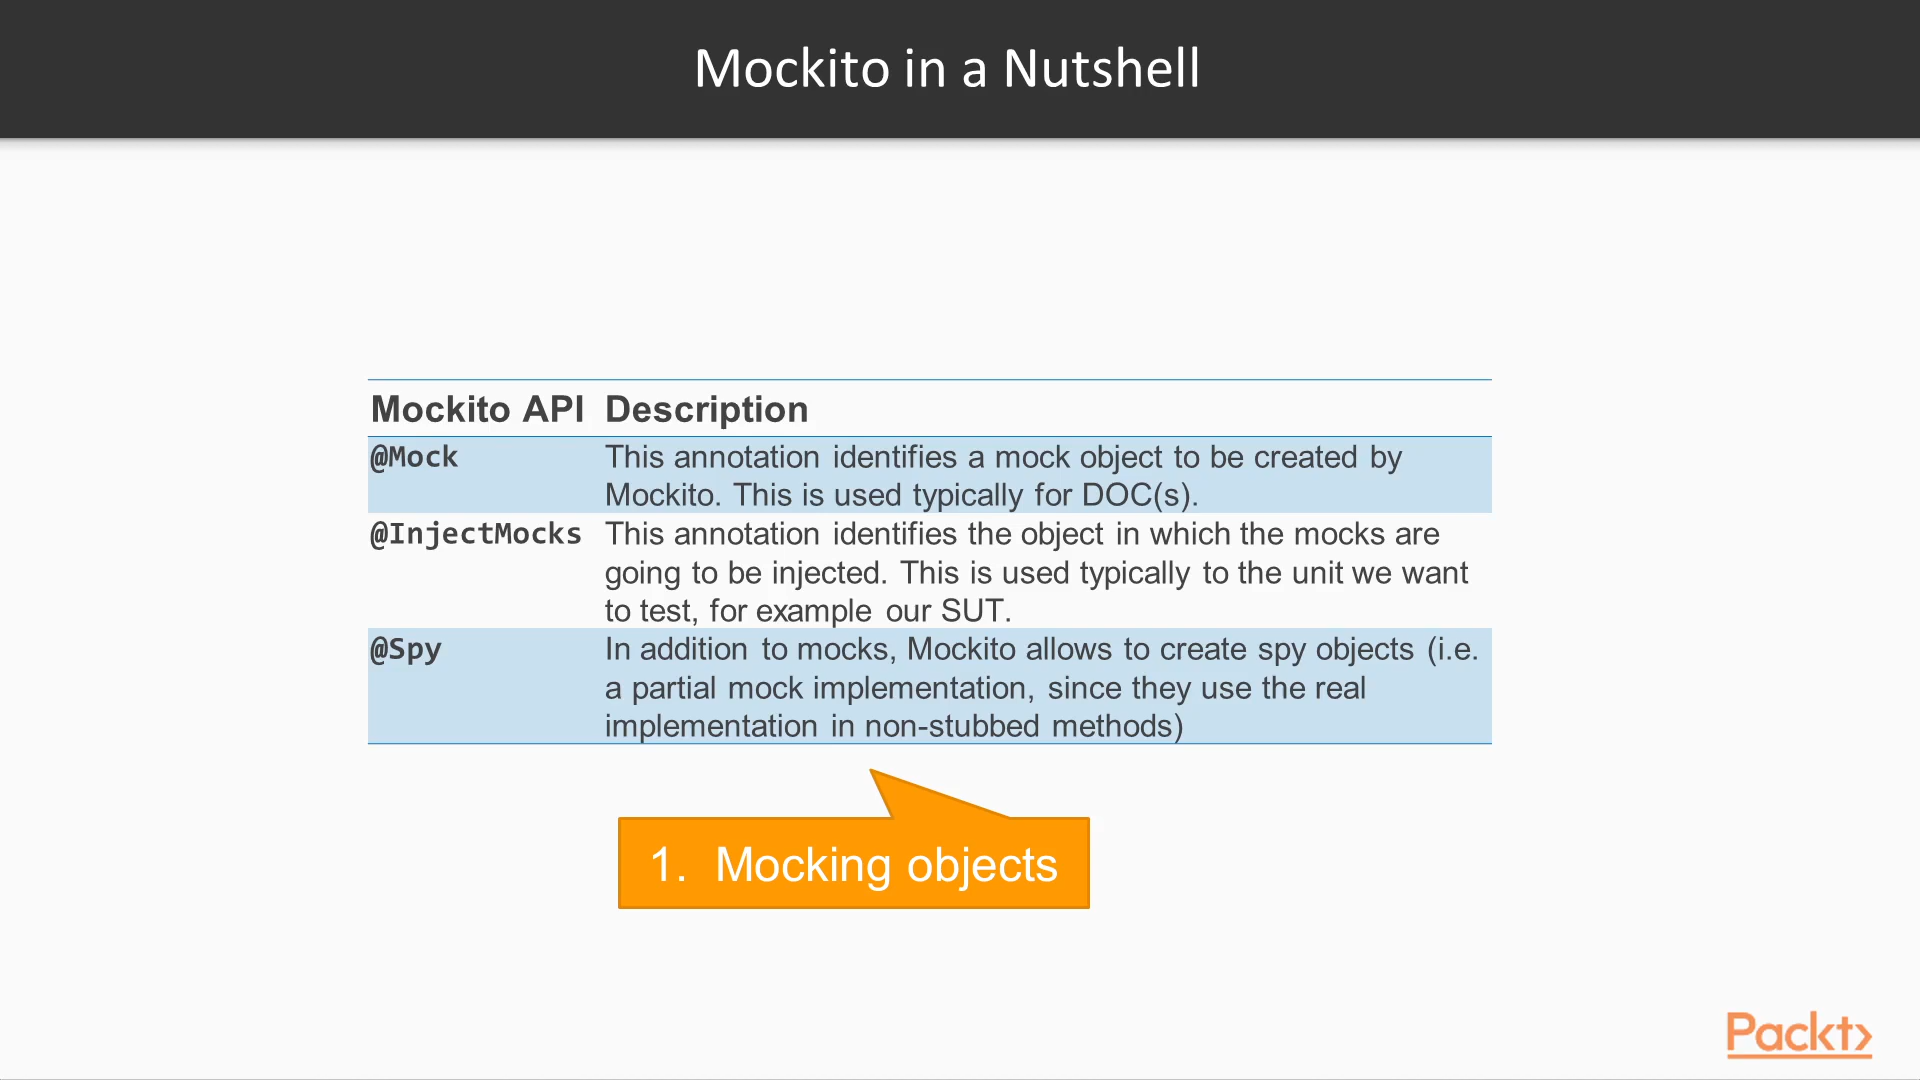 Mockito in a Nutshell
Mockito API Description
@Mock This annotation identifies a mock object to be created by
Mockito. This is used typically for DOC(s).
@InjectMocks This annotation identifies the object in which the mocks are
going to be injected. This is used typically to the unit we want
to test, for example our SUT.
@Spy In addition to mocks, Mockito allows to create spy objects (i.e.
a partial mock implementation, since they use the real
implementation in non-stubbed methods)
1. Mocking objects
Packt>